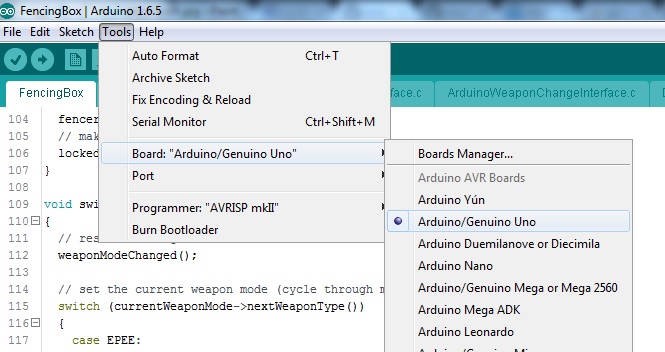 FencingBox | Arduino 1.6.5
File Edit Sketch Tools Help
Auto Format Ctrl+T
Archive Sketch
Fix Encoding & Reload
Serial Monitor Ctrl+Shift+M
Board: "Arduino/Genuino Uno"
Port
Programmer: "AVRISP mkII"
Burn Bootloader
Boards Manager...
Arduino AVR Boards
Arduino Yún
Arduino/Genuino Uno
Arduino Duemilanove or Diecimila
Arduino Nano
Arduino/Genuino Mega or Mega 2560
Arduino Mega ADK
Arduino Leonardo
FencingBox
rface.c
ArduinoWeaponChangeInterface.c
104 fencer
105 // mak
106 locked
107 }
108
109 void swi
110 {
111 // res
112 weaponModeChanged();
113
114 // set the current weapon mode (cycle through m
115 switch (currentWeaponMode->nextWeaponType())
116 {
117 case EPEE: